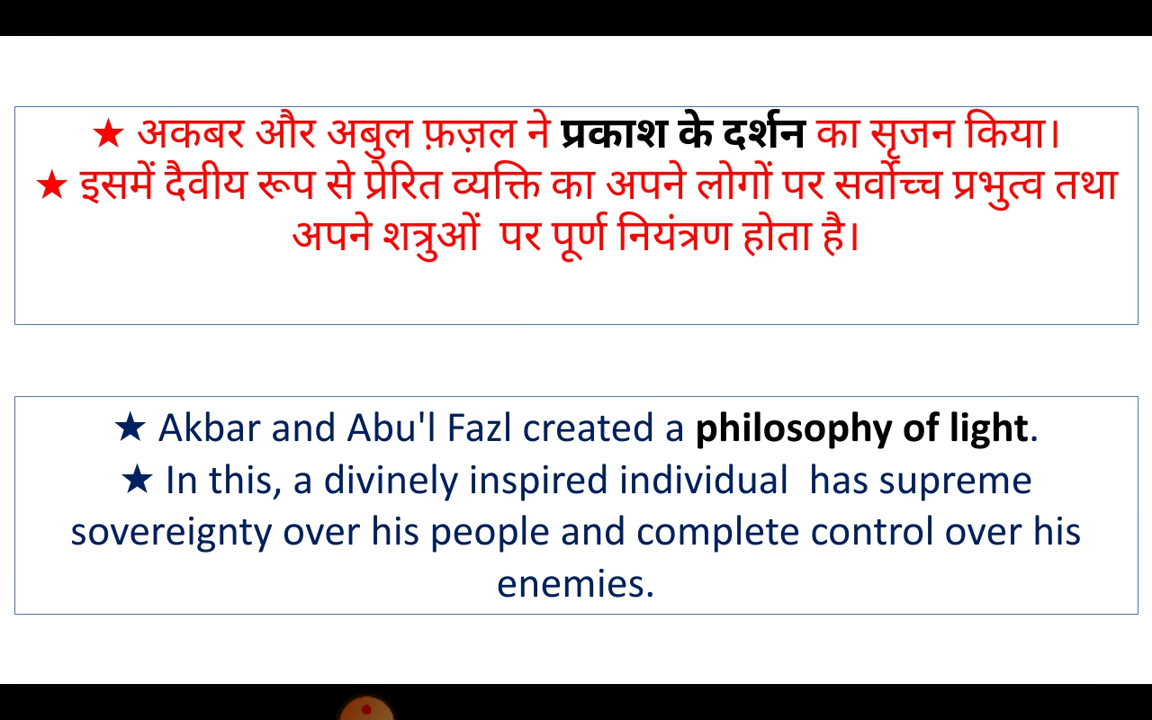 ★ अकबर और अबुल फ़ज़ल ने प्रकाश के दर्शन का सृजन किया।
★ इसमें दैवीय रूप से प्रेरित व्यक्ति का अपने लोगों पर सर्वोच्च प्रभुत्व तथा
अपने शत्रुओं पर पूर्ण नियंत्रण होता है।
★ Akbar and Abu'l Fazl created a philosophy of light.
★ In this, a divinely inspired individual has supreme
sovereignty over his people and complete control over his
enemies.